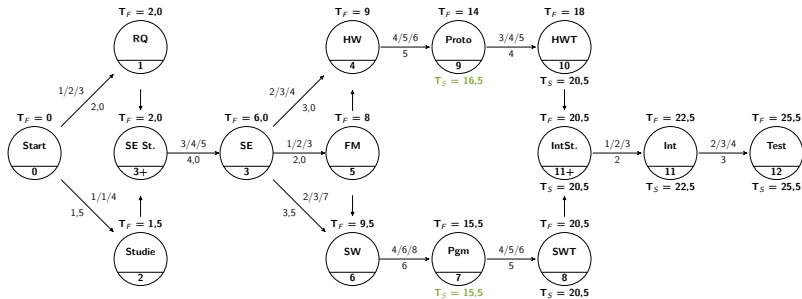 T_F = 2,0
RQ
1
T_F = 9
HW
4
4/5/6
5
T_F = 14
Proto
9
T_S = 16,5
3/4/5
4
T_F = 18
HWT
10
T_S = 20,5
1/2/3
2,0
2/3/4
3,0
T_F = 0
Start
0
T_F = 2,0
SE St.
3+
3/4/5
4,0
T_F = 6,0
SE
3
1/2/3
2,0
T_F = 8
FM
5
T_F = 20,5
IntSt.
11+
T_S = 20,5
1/2/3
2
T_F = 22,5
Int
11
T_S = 22,5
2/3/4
3
T_F = 25,5
Test
12
T_S = 25,5
1/1/4
1,5
2/3/7
3,5
T_F = 1,5
Studie
2
T_F = 9,5
SW
6
4/6/8
6
T_F = 15,5
Pgm
7
T_S = 15,5
4/5/6
5
T_F = 20,5
SWT
8
T_S = 20,5